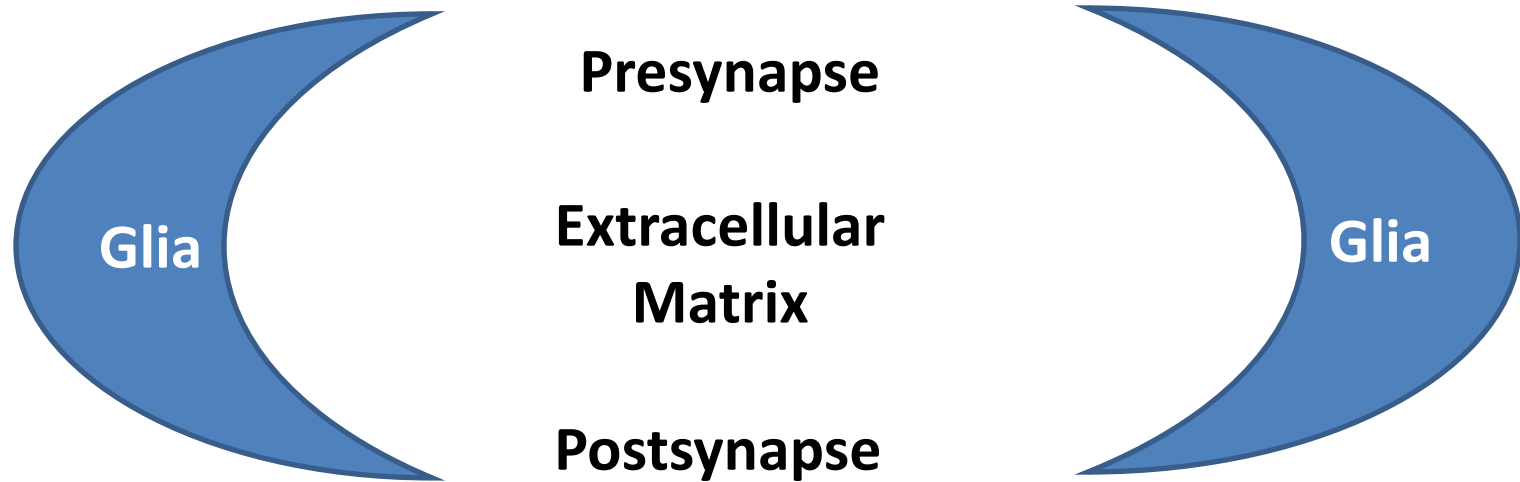 Presynapse
Glia
Extracellular
Matrix
Glia
Postsynapse